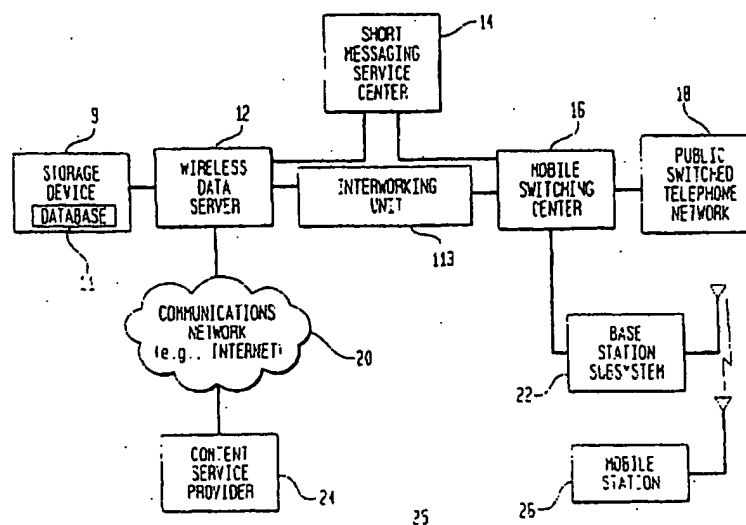 14
SHORT
MESSAGING
SERVICE
CENTER
9
STORAGE
DEVICE
DATABASE
11
12
WIRELESS
DATA
SERVER
INTERWORKING
UNIT
113
16
MOBILE
SWITCHING
CENTER
18
PUBLIC
SWITCHED
TELEPHONE
NETWORK
COMMUNICATIONS
NETWORK
(e.g., INTERNET)
20
BASE
STATION
SUBSYSTEM
22
CONTENT
SERVICE
PROVIDER
24
MOBILE
STATION
26
25